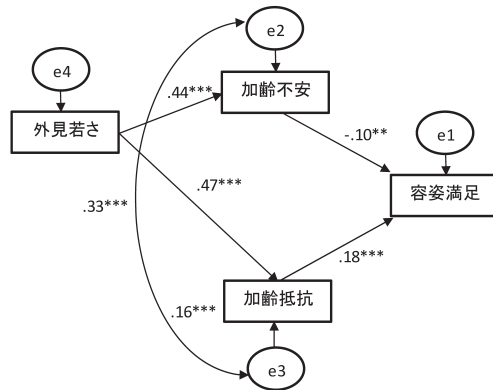 e2
e4
.44***
加齢不安
外見若さ
-.10**
e1
.47***
容姿満足
.33***
.18***
加齢抵抗
.16***
e3